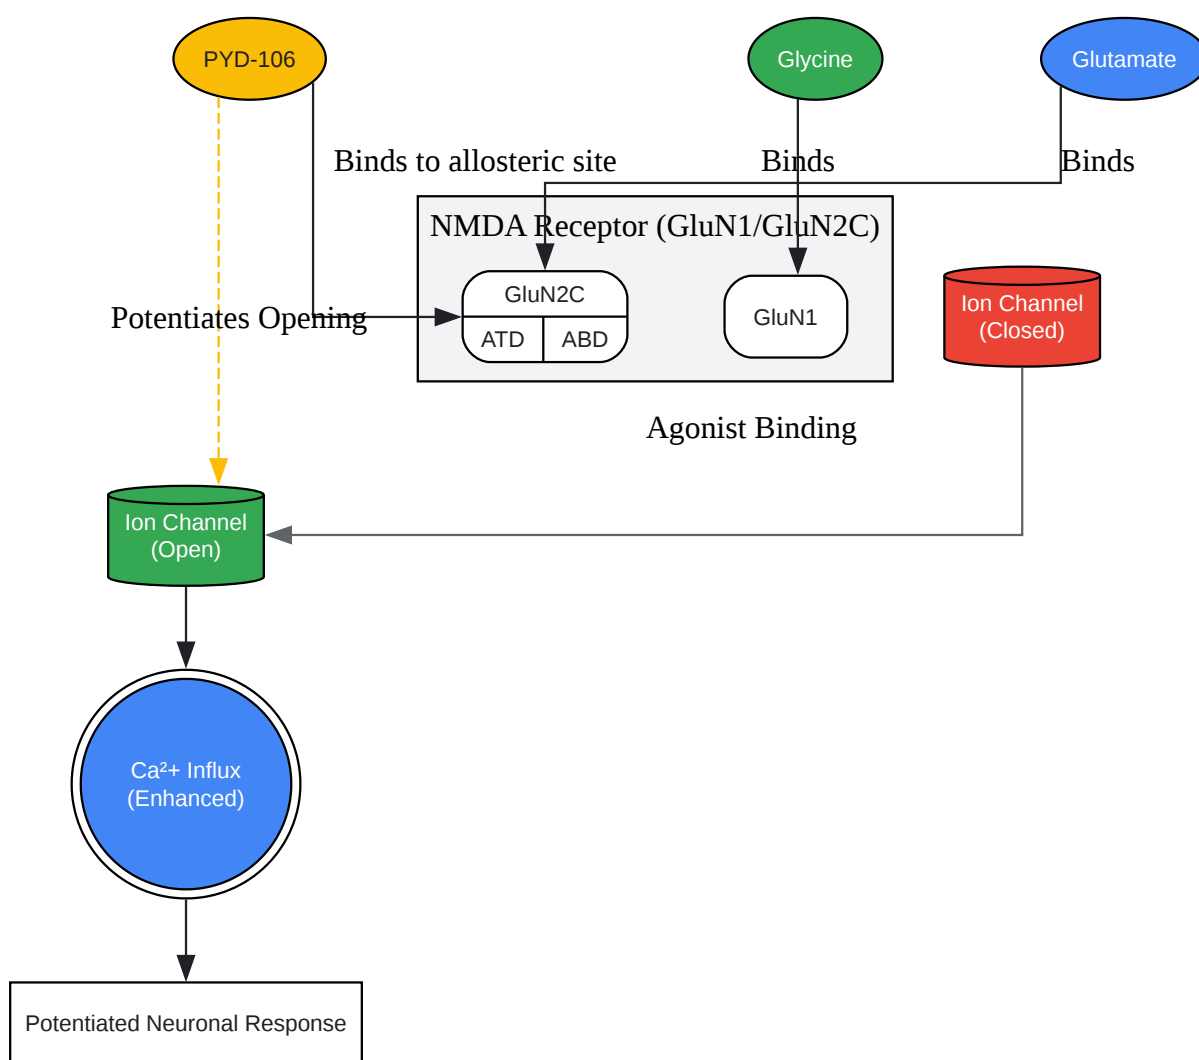 PYD-106
Glycine
Glutamate
Binds to allosteric site
Binds
Binds
NMDA Receptor (GluN1/GluN2C)
GluN2C
ATD
ABD
GluN1
Ion Channel
(Closed)
Potentiates Opening
Agonist Binding
Ion Channel
(Open)
Ca²+ Influx
(Enhanced)
Potentiated Neuronal Response